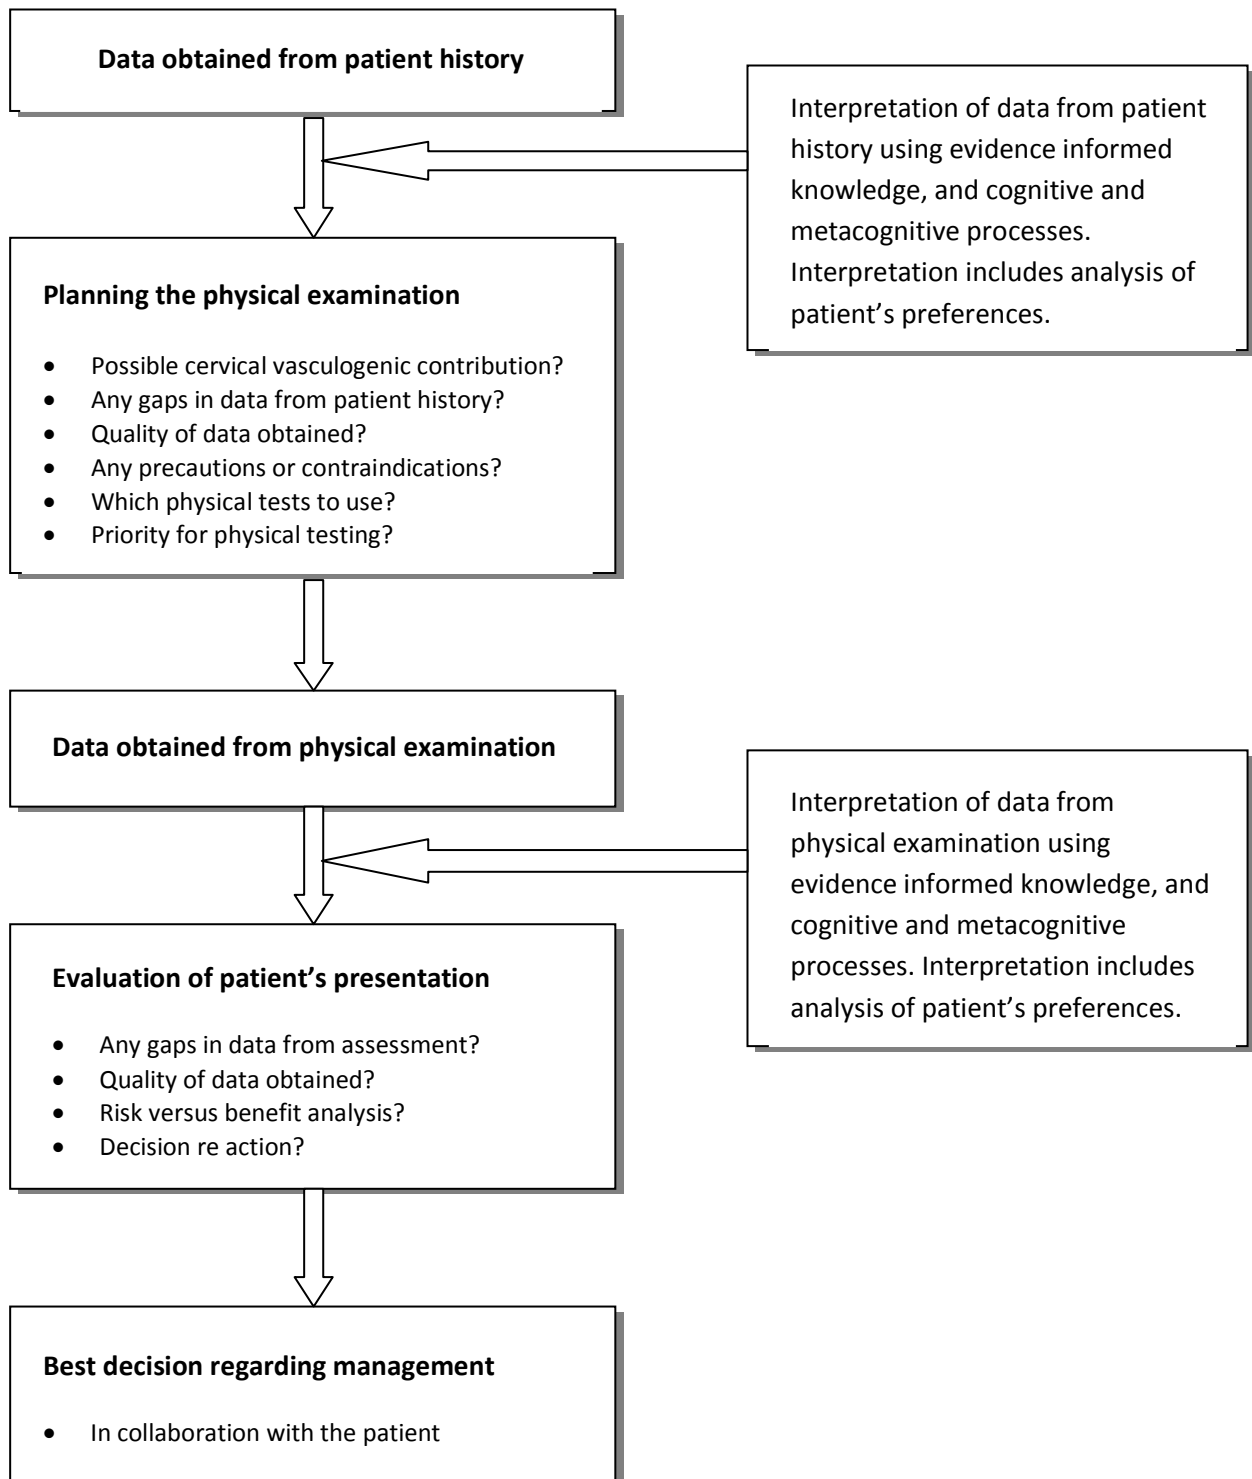 Data obtained from patient history
Interpretation of data from patient
history using evidence informed
knowledge, and cognitive and
metacognitive processes.
Interpretation includes analysis of
patient’s preferences.
Planning the physical examination
• Possible cervical vasculogenic contribution?
• Any gaps in data from patient history?
• Quality of data obtained?
• Any precautions or contraindications?
• Which physical tests to use?
• Priority for physical testing?
Data obtained from physical examination
Interpretation of data from
physical examination using
evidence informed knowledge, and
cognitive and metacognitive
processes. Interpretation includes
analysis of patient’s preferences.
Evaluation of patient’s presentation
• Any gaps in data from assessment?
• Quality of data obtained?
• Risk versus benefit analysis?
• Decision re action?
Best decision regarding management
• In collaboration with the patient